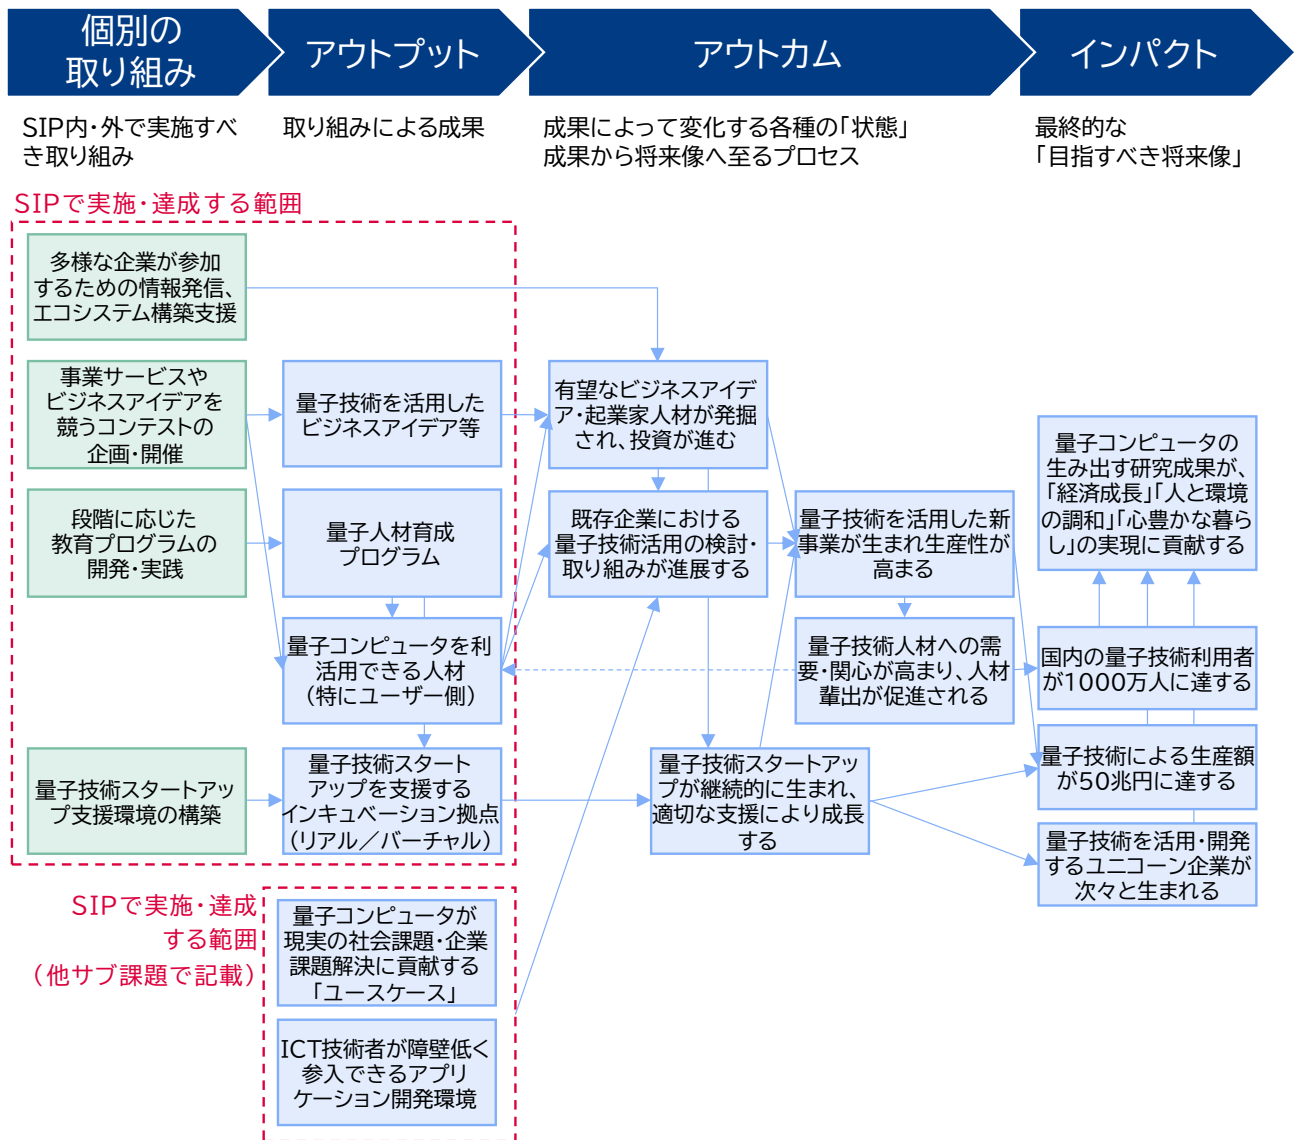 個別の
取り組み
アウトプット
アウトカム
インパクト
SIP内・外で実施すべ
き取り組み
取り組みによる成果
成果によって変化する各種の「状態」
成果から将来像へ至るプロセス
最終的な
「目指すべき将来像」
SIPで実施・達成する範囲
多様な企業が参加
するための情報発信、
エコシステム構築支援
事業サービスや
ビジネスアイデアを
競うコンテストの
企画・開催
量子技術を活用した
ビジネスアイデア等
有望なビジネスアイデ
ア・起業家人材が発掘
され、投資が進む
段階に応じた
教育プログラムの
開発・実践
量子人材育成
プログラム
既存企業における
量子技術活用の検討・
取り組みが進展する
量子技術を活用した新
事業が生まれ生産性が
高まる
量子コンピュータの
生み出す研究成果が、
「経済成長」「人と環境
の調和」「心豊かな暮ら
し」の実現に貢献する
量子コンピュータを利
活用できる人材
（特にユーザー側）
量子技術人材への需
要・関心が高まり、人材
輩出が促進される
国内の量子技術利用者
が1000万人に達する
量子技術スタートアッ
プ支援環境の構築
量子技術スタート
アップを支援する
インキュベーション拠点
（リアル／バーチャル）
量子技術スタートアッ
プが継続的に生まれ、
適切な支援により成長
する
量子技術による生産額
が50兆円に達する
量子技術を活用・開発
するユニコーン企業が
次々と生まれる
SIPで実施・達成
する範囲
（他サブ課題で記載）
量子コンピュータが
現実の社会課題・企業
課題解決に貢献する
「ユースケース」
ICT技術者が障壁低く
参入できるアプリ
ケーション開発環境